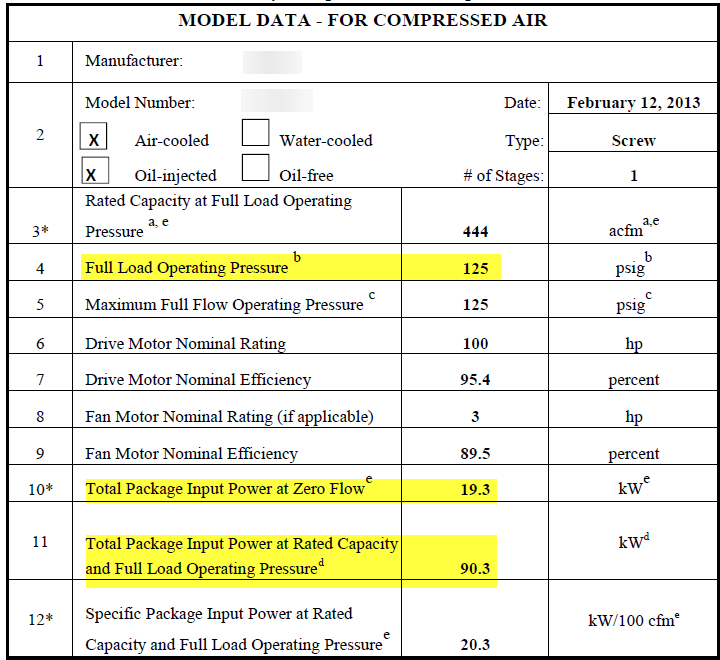 MODEL DATA - FOR COMPRESSED AIR
1 Manufacturer:
Model Number: Date: February 12, 2013
2 X Air-cooled Water-cooled Type: Screw
X Oil-injected Oil-free # of Stages: 1
Rated Capacity at Full Load Operating
3* Pressure a, e 444 acfm a,e
4 Full Load Operating Pressure b 125 psig b
5 Maximum Full Flow Operating Pressure c 125 psig c
6 Drive Motor Nominal Rating 100 hp
7 Drive Motor Nominal Efficiency 95.4 percent
8 Fan Motor Nominal Rating (if applicable) 3 hp
9 Fan Motor Nominal Efficiency 89.5 percent
10* Total Package Input Power at Zero Flow e 19.3 kW e
11 Total Package Input Power at Rated Capacity kW d
and Full Load Operating Pressure d 90.3
12* Specific Package Input Power at Rated kW/100 cfm e
Capacity and Full Load Operating Pressure e 20.3